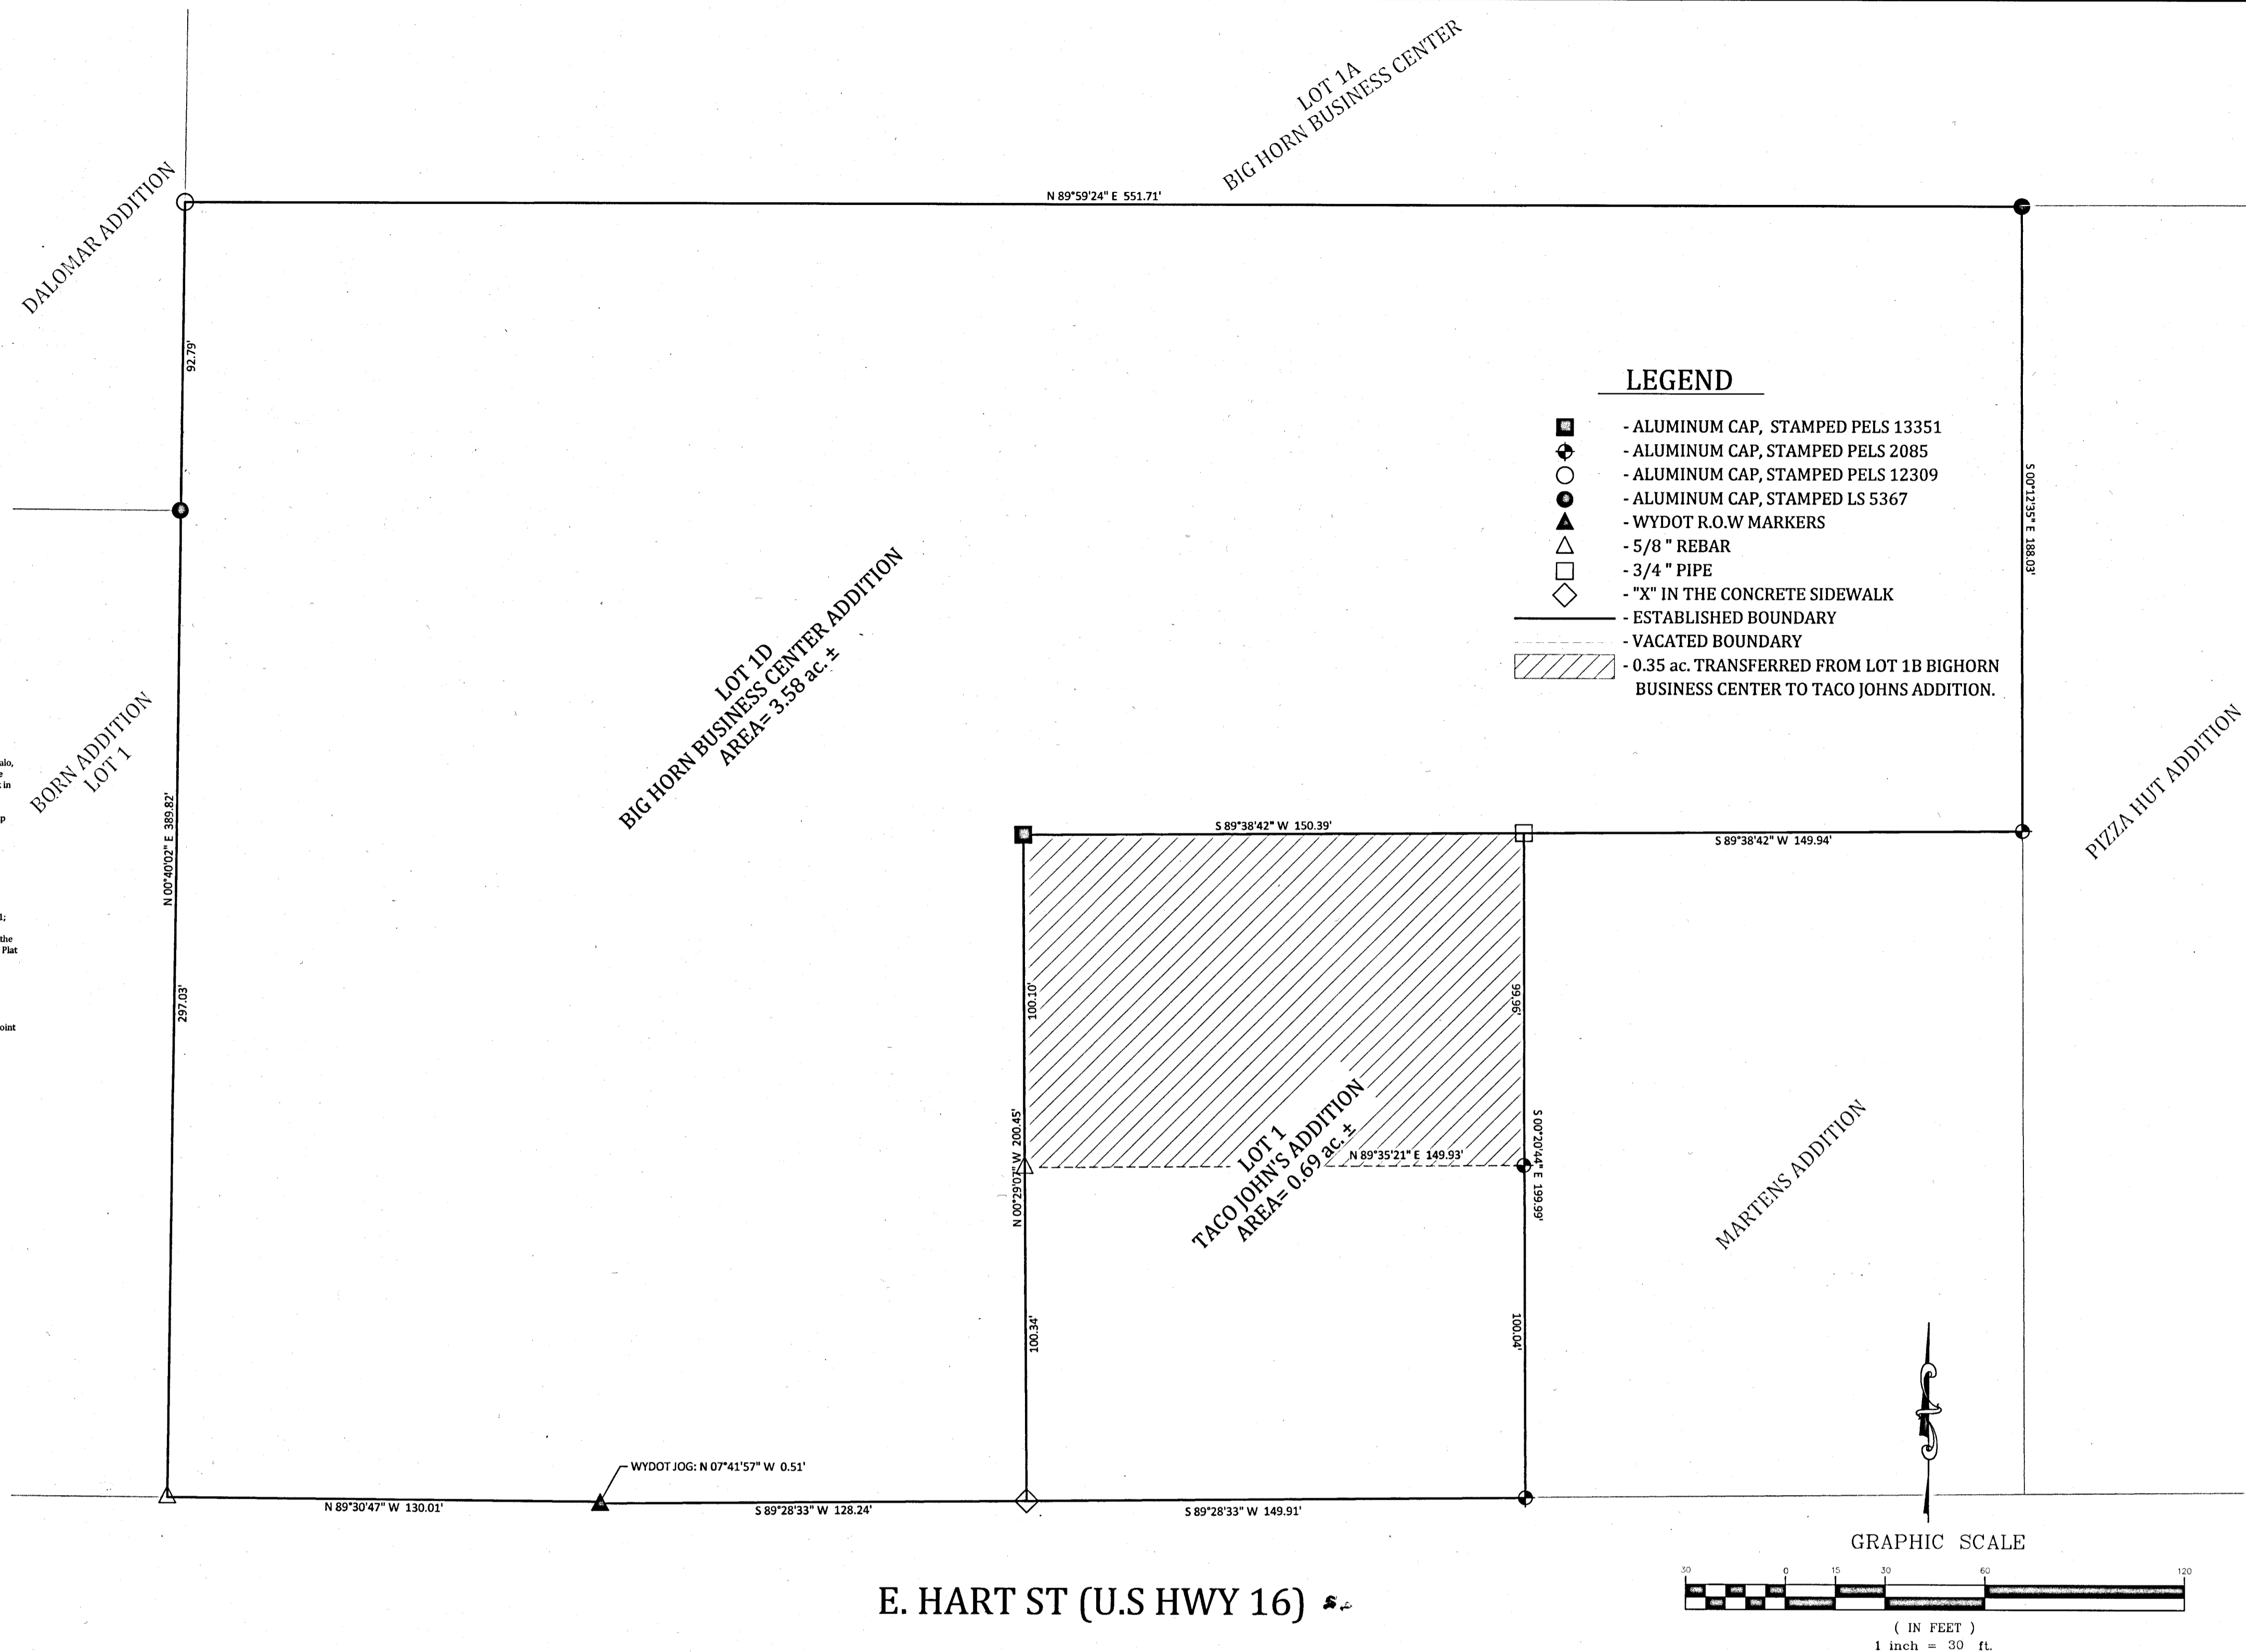 LOT 1A
BIG HORN BUSINESS CENTER
DALOMAR ADDITION
N 89°59'24" E 551.71'
92.79'
LEGEND
- ALUMINUM CAP, STAMPED PELS 13351
- ALUMINUM CAP, STAMPED PELS 2085
- ALUMINUM CAP, STAMPED PELS 12309
- ALUMINUM CAP, STAMPED LS 5367
- WYDOT R.O.W MARKERS
- 5/8 " REBAR
- 3/4 " PIPE
- "X" IN THE CONCRETE SIDEWALK
- ESTABLISHED BOUNDARY
- VACATED BOUNDARY
- 0.35 ac. TRANSFERRED FROM LOT 1B BIGHORN
BUSINESS CENTER TO TACO JOHNS ADDITION.
S 00°12'35" E 188.03'
LOT 1D
BIG HORN BUSINESS CENTER ADDITION
AREA= 3.58 ac. ±
BORN ADDITION
LOT 1
PIZZA HUT ADDITION
alo,
e
in
p
1;
the
Plat
oint
N 00°40'02" E 389.82'
297.03'
S 89°38'42" W 150.39'
S 89°38'42" W 149.94'
100.10'
99.96'
N 00°29'07" W 200.45'
LOT 1
TACO JOHN'S ADDITION
AREA= 0.69 ac. ±
N 89°35'21" E 149.93'
S 00°20'44" E 199.99'
MARTENS ADDITION
100.34'
100.04'
WYDOT JOG: N 07°41'57" W 0.51'
N 89°30'47" W 130.01'
S 89°28'33" W 128.24'
S 89°28'33" W 149.91'
E. HART ST (U.S HWY 16)
GRAPHIC SCALE
30 0 15 30 60 120
( IN FEET )
1 inch = 30 ft.